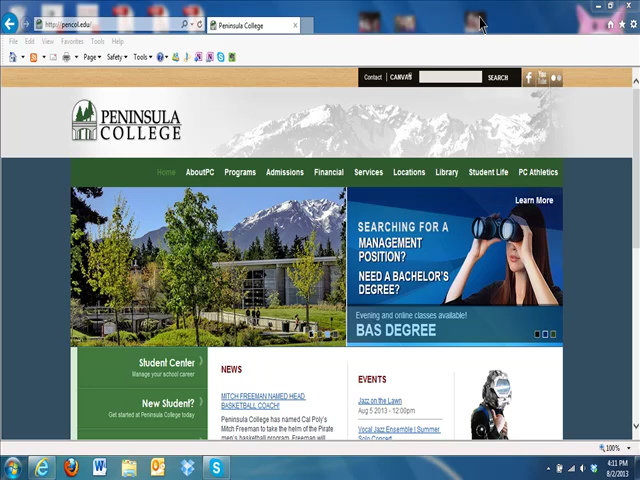 http://pencol.edu/
Peninsula College
File Edit View Favorites Tools Help
Page Safety Tools
Contact CANVAS SEARCH
PENINSULA
COLLEGE
Home AboutPC Programs Admissions Financial Services Locations Library Student Life PC Athletics
Learn More
SEARCHING FOR A
MANAGEMENT
POSITION?
NEED A BACHELOR'S
DEGREE?
Evening and online classes available!
BAS DEGREE
Student Center
Manage your school career
New Student?
Get started at Peninsula College today
NEWS
MITCH FREEMAN NAMED HEAD
BASKETBALL COACH!
Peninsula College has named Cal Poly's
Mitch Freeman to take the helm of the Pirate
men's basketball program. Freeman will
EVENTS
Jazz on the Lawn
Aug 5 2013 - 12:00pm
Vocal Jazz Ensemble | Summer
Solo Concert
100%
4:11 PM
8/2/2013